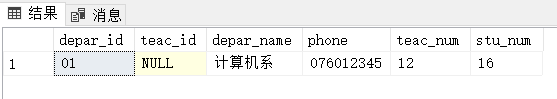 结果 消息
depar_id teac_id depar_name phone teac_num stu_num
1 01 NULL 计算机系 076012345 12 16